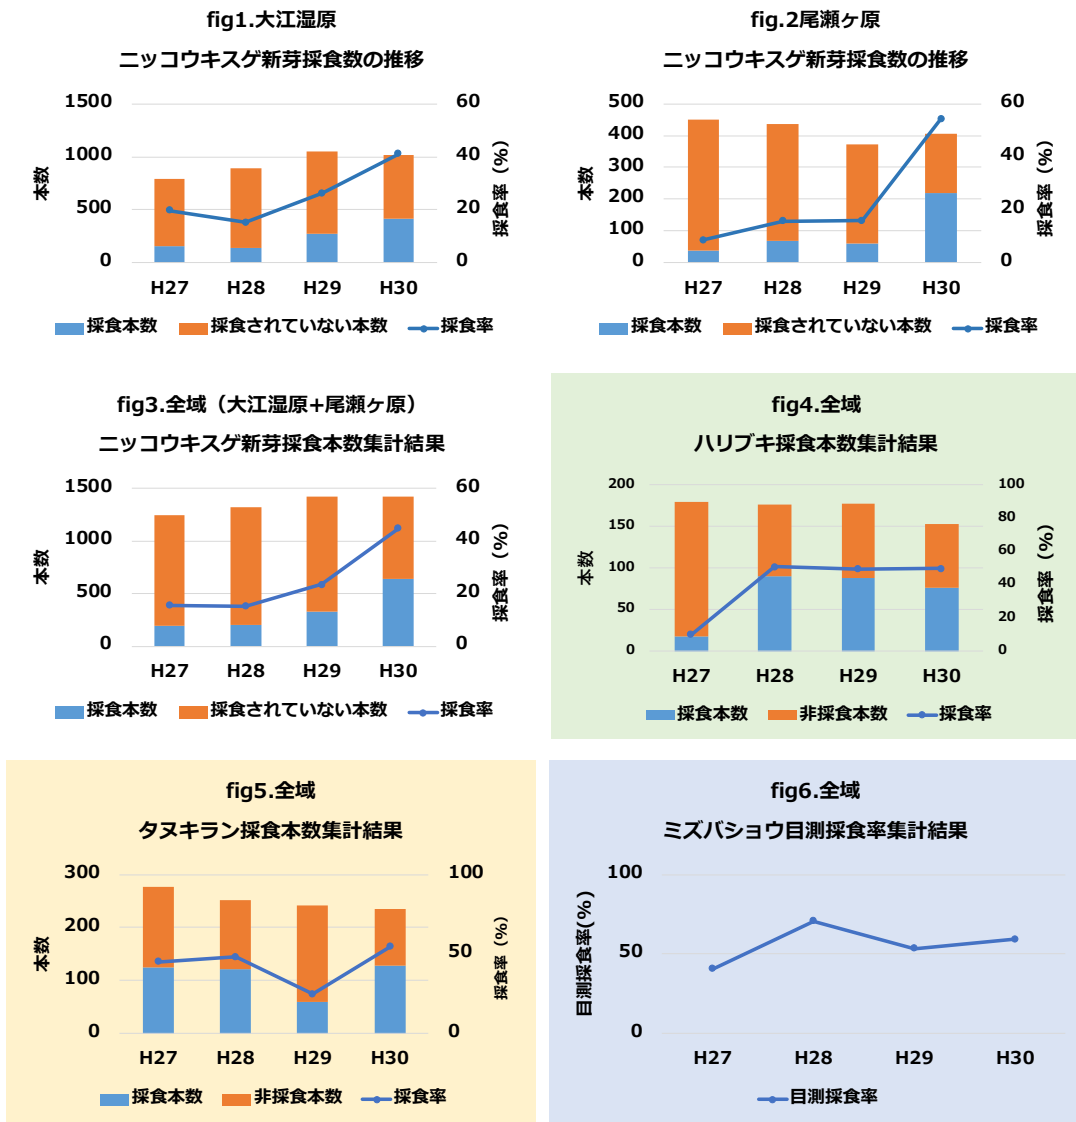 fig1.大江湿原
ニッコウキスゲ新芽採食数の推移
1500
1000
500
0
本数
60
40
20
0
採食率（%）
H27 H28 H29 H30
採食本数 採食されていない本数 採食率
fig.2尾瀬ヶ原
ニッコウキスゲ新芽採食数の推移
500
400
300
200
100
0
本数
60
40
20
0
採食率（%）
H27 H28 H29 H30
採食本数 採食されていない本数 採食率
fig3.全域（大江湿原+尾瀬ヶ原）
ニッコウキスゲ新芽採食本数集計結果
1500
1000
500
0
本数
60
40
20
0
採食率（%）
H27 H28 H29 H30
採食本数 採食されていない本数 採食率
fig4.全域
ハリブキ採食本数集計結果
200
150
100
50
0
本数
100
80
60
40
20
0
採食率（%）
H27 H28 H29 H30
採食本数 非採食本数 採食率
fig5.全域
タヌキラン採食本数集計結果
300
200
100
0
本数
100
50
0
採食率（%）
H27 H28 H29 H30
採食本数 非採食本数 採食率
fig6.全域
ミズバショウ目測採食率集計結果
100
50
0
目測採食率(%)
H27 H28 H29 H30
目測採食率